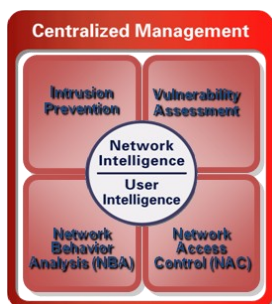 Centralized Management
Intrusion
Prevention
Vulnerability
Assessment
Network
Intelligence
User
Intelligence
Network
Behavior
Analysis (NBA)
Network
Access
Control (NAC)